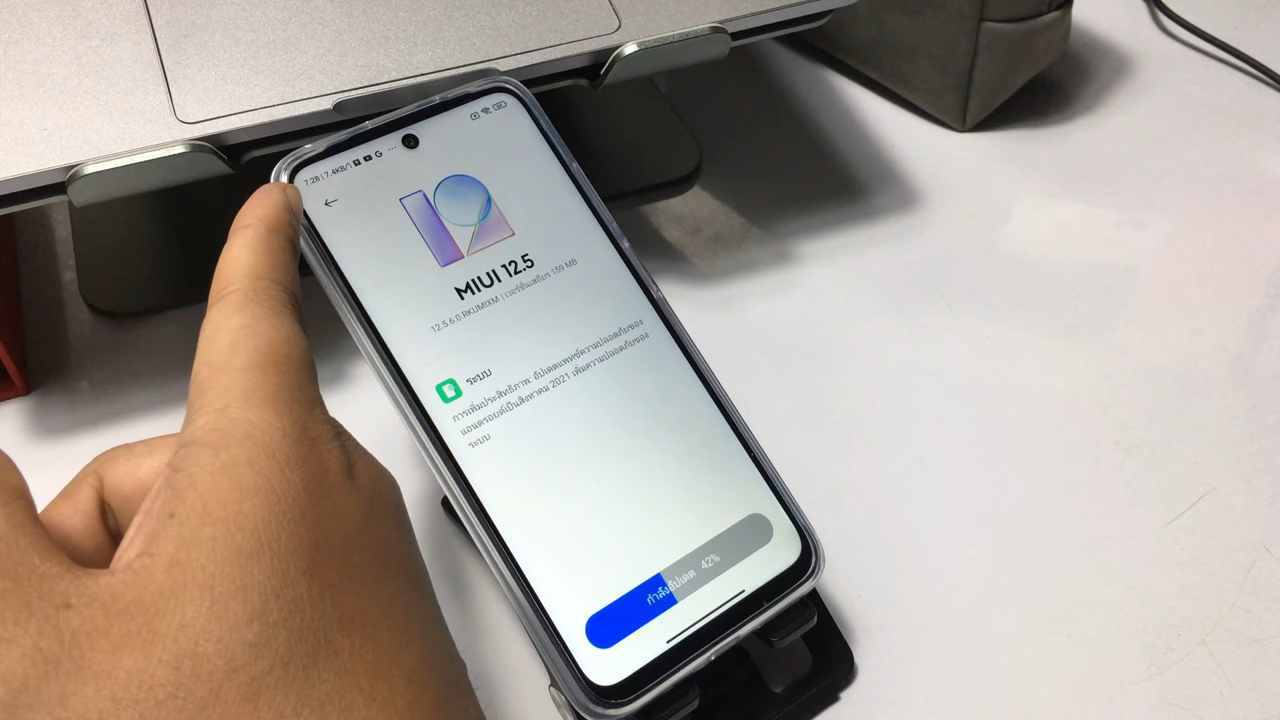 7:28 | 7.4KB/
MIUI 12.5
12.5.6.0.RKUMIXM | เวอร์ชั่นเสถียร 159 MB
ระบบ
การเพิ่มประสิทธิภาพ: อัปเดตแพทช์ความปลอดภัยของ
แอนดรอยด์เป็นสิงหาคม 2021 เพิ่มความปลอดภัยของ
ระบบ
กำลังอัปเดต 42%